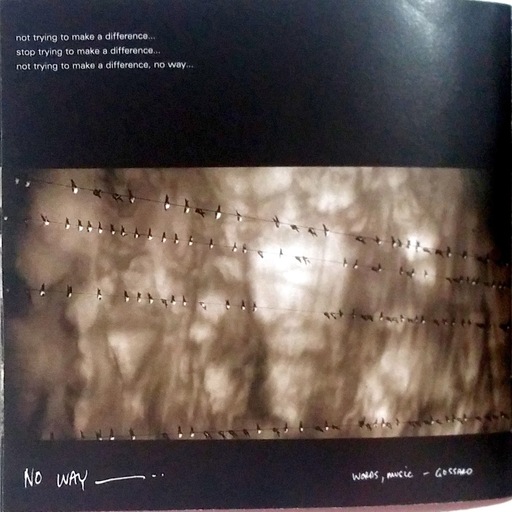 not trying to make a difference...
stop trying to make a difference...
not trying to make a difference, no way...
NO WAY —...
WORDS, MUSIC – GOSSARD